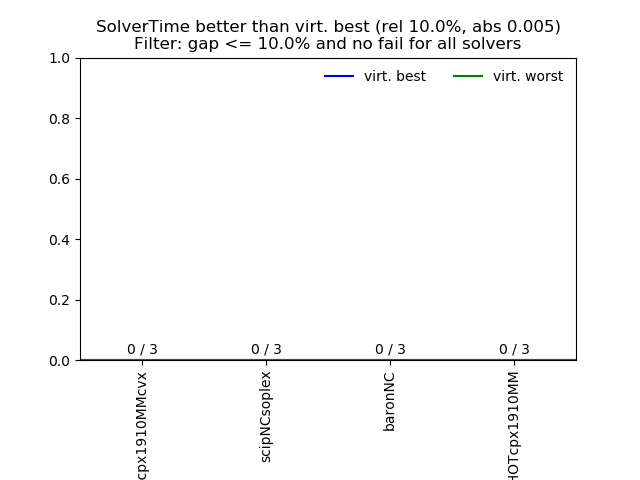 SolverTime better than virt. best (rel 10.0%, abs 0.005)
Filter: gap <= 10.0% and no fail for all solvers
virt. best
virt. worst
1.0
0.8
0.6
0.4
0.2
0.0
0 / 3
0 / 3
0 / 3
0 / 3
cpx1910MMcvx
scipNCsoplex
baronNC
HOTcpx1910MM